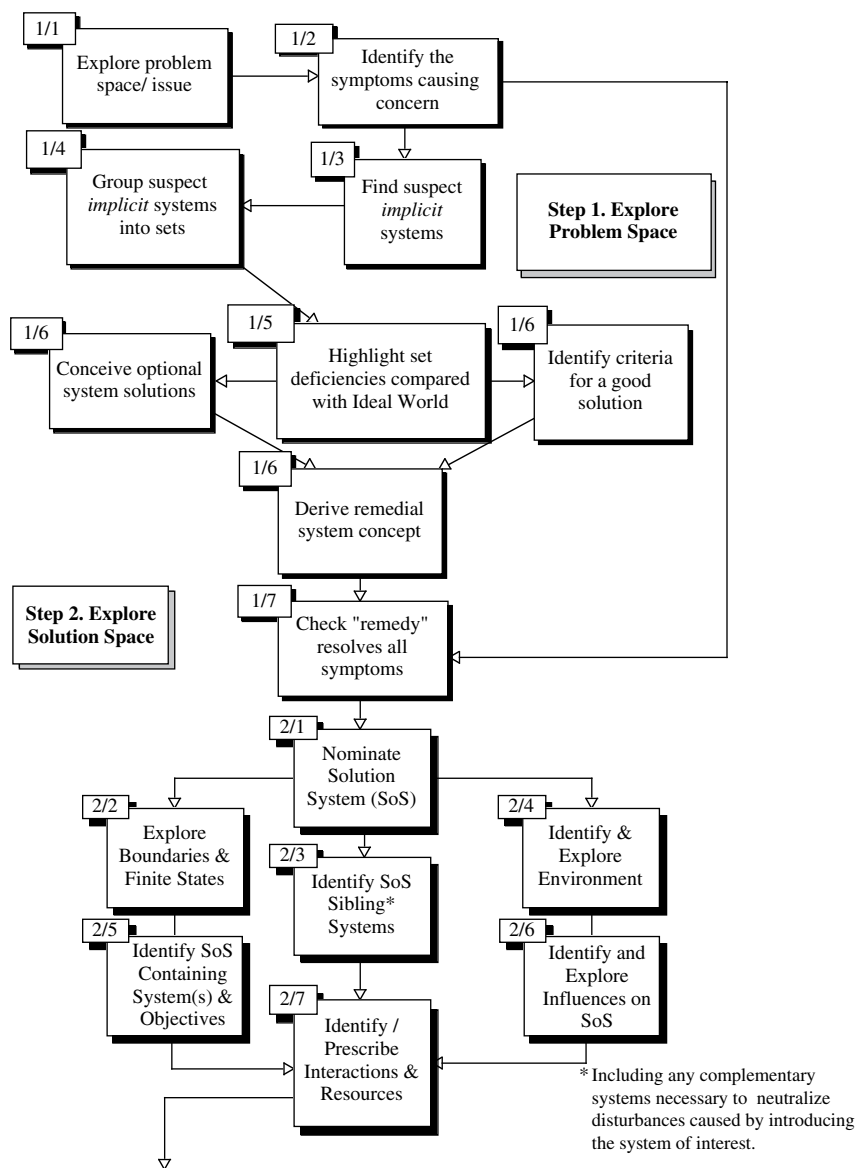 1/1
Explore problem
space/ issue
1/2
Identify the
symptoms causing
concern
1/4
Group suspect
implicit systems
into sets
1/3
Find suspect
implicit
systems
Step 1. Explore
Problem Space
1/6
Conceive optional
system solutions
1/5
Highlight set
deficiencies compared
with Ideal World
1/6
Identify criteria
for a good
solution
1/6
Derive remedial
system concept
Step 2. Explore
Solution Space
1/7
Check "remedy"
resolves all
symptoms
2/1
Nominate
Solution
System (SoS)
2/2
Explore
Boundaries &
Finite States
2/3
Identify SoS
Sibling*
Systems
2/4
Identify &
Explore
Environment
2/5
Identify SoS
Containing
System(s) &
Objectives
2/6
Identify and
Explore
Influences on
SoS
2/7
Identify /
Prescribe
Interactions &
Resources
* Including any complementary
systems necessary to neutralize
disturbances caused by introducing
the system of interest.